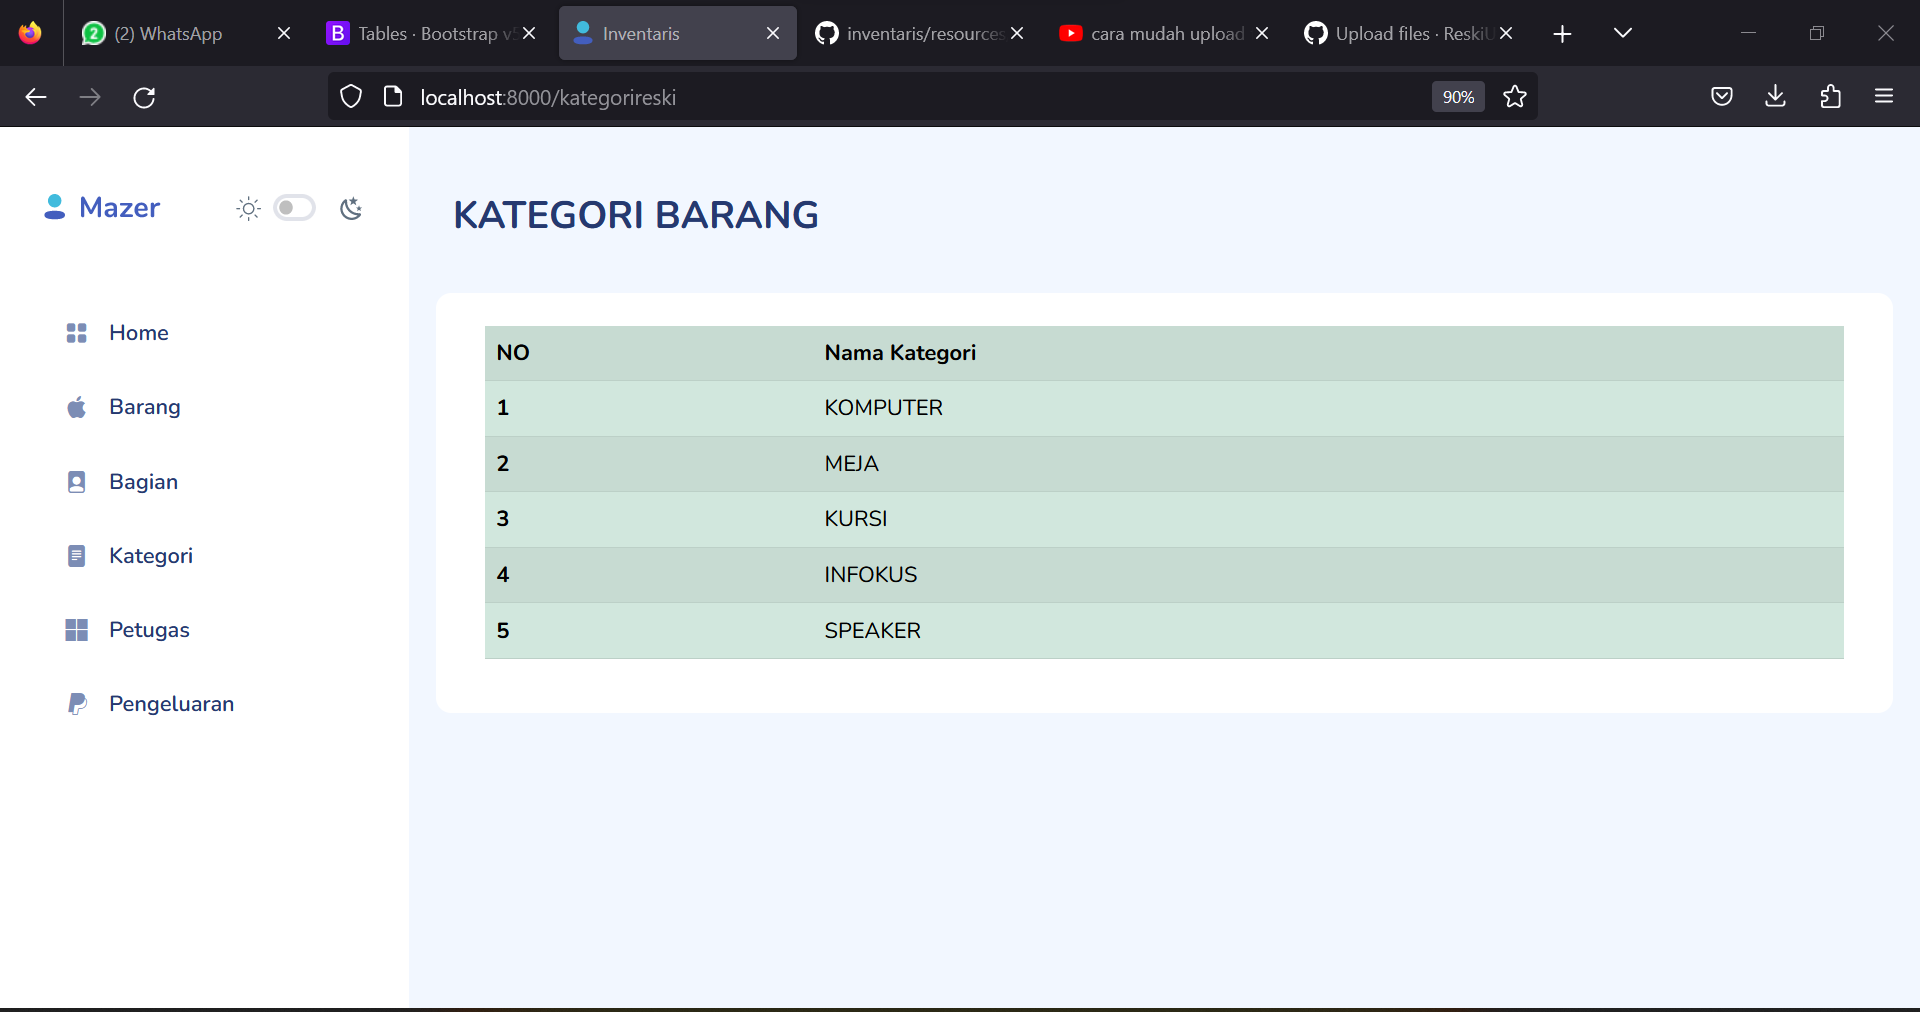 (2) WhatsApp
Tables · Bootstrap v5
Inventaris
inventaris/resources
cara mudah upload
Upload files · ReskiU
localhost:8000/kategorireski
90%
Mazer
Home
Barang
Bagian
Kategori
Petugas
Pengeluaran
KATEGORI BARANG
NO Nama Kategori
1 KOMPUTER
2 MEJA
3 KURSI
4 INFOKUS
5 SPEAKER